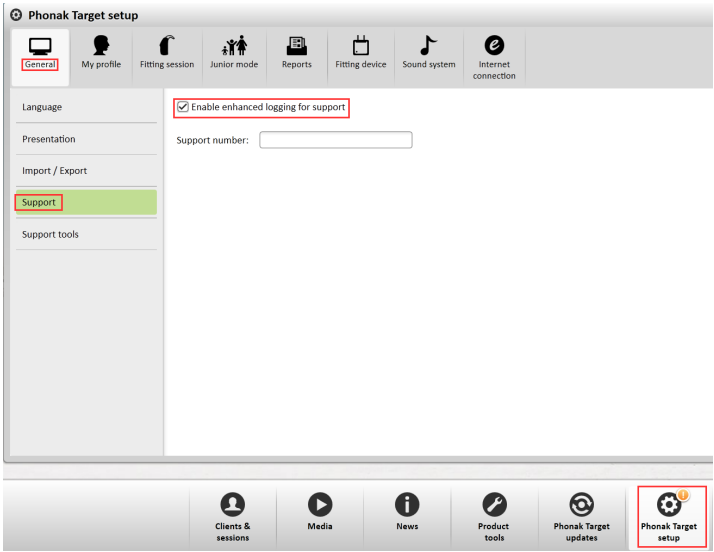 Phonak Target setup
General
My profile
Fitting session
Junior mode
Reports
Fitting device
Sound system
Internet
connection
Language
Presentation
Import / Export
Support
Support tools
Enable enhanced logging for support
Support number:
Clients &
sessions
Media
News
Product
tools
Phonak Target
updates
Phonak Target
setup